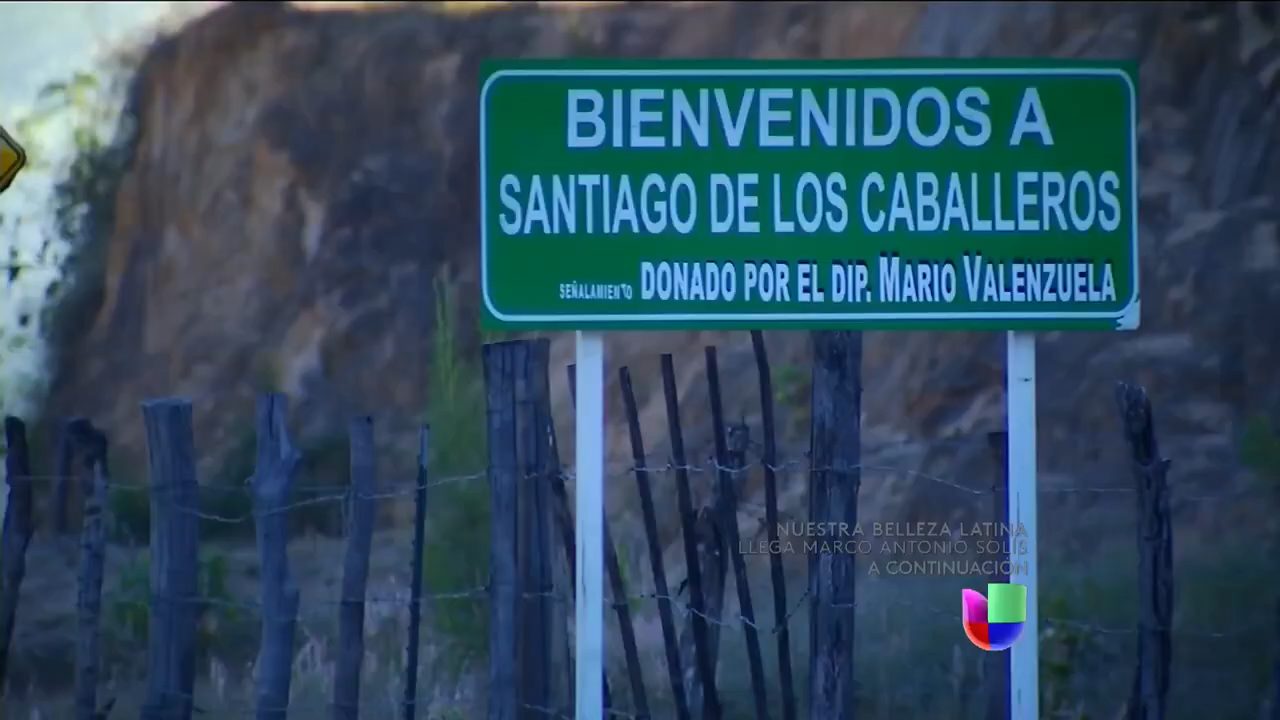 BIENVENIDOS A
SANTIAGO DE LOS CABALLEROS
SEÑALAMIENTO DONADO POR EL DIP. MARIO VALENZUELA
NUESTRA BELLEZA LATINA
LLEGA MARCO ANTONIO SOLÍS
A CONTINUACIÓN